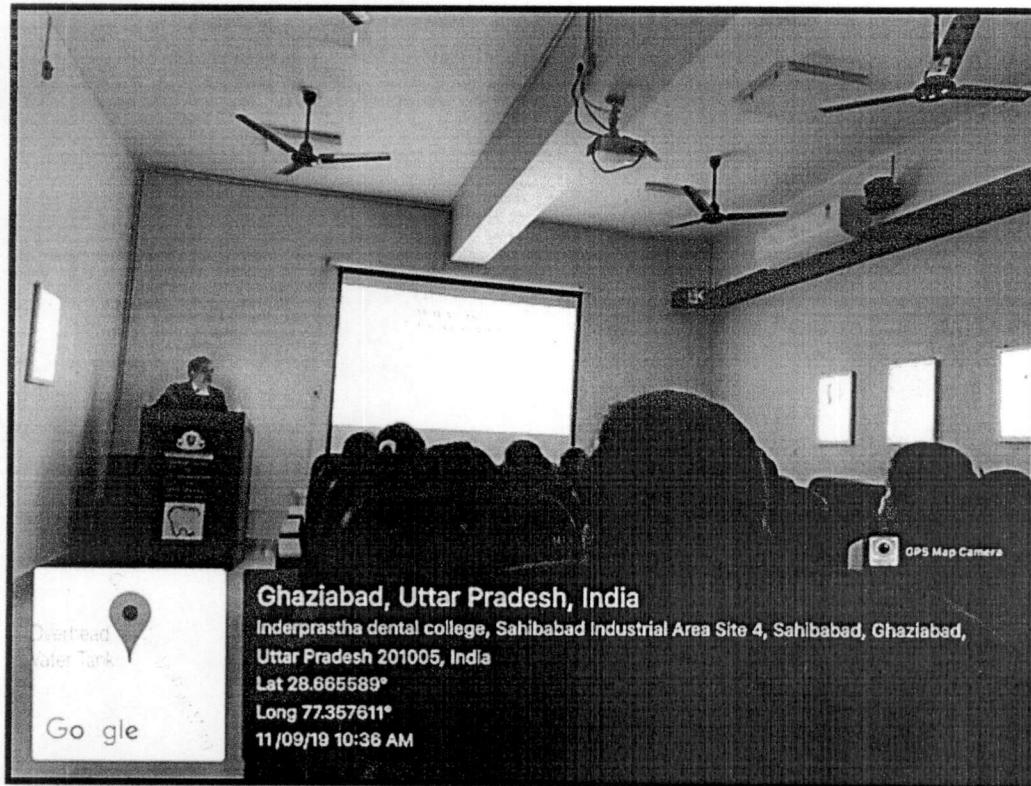 GPS Map Camera
Ghaziabad, Uttar Pradesh, India
Inderprastha dental college, Sahibabad Industrial Area Site 4, Sahibabad, Ghaziabad,
Uttar Pradesh 201005, India
Lat 28.665589°
Long 77.357611°
11/09/19 10:36 AM
Overhead
Water Tank
Go gle